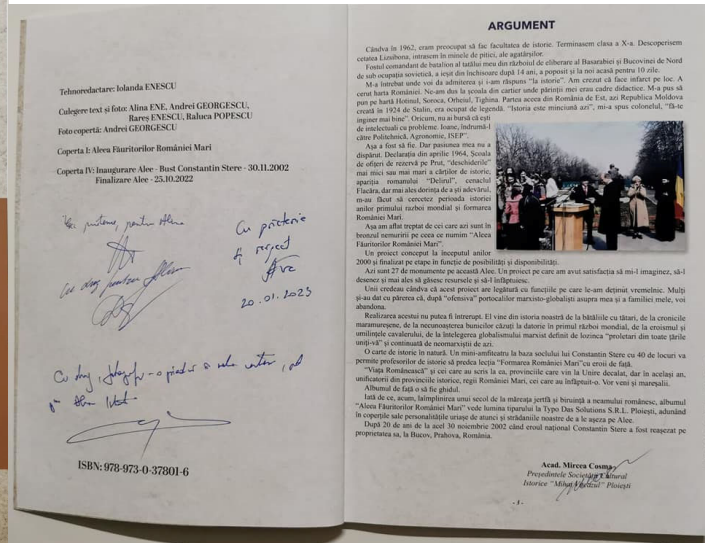 Tehnoredactare: Iolanda ENESCU
Culegere text și foto: Alina ENE, Andrei GEORGESCU,
Rareș ENESCU, Raluca POPESCU
Foto copertă: Andrei GEORGESCU
Coperta I: Aleea Făuritorilor României Mari
Coperta IV: Inaugurare Alee - Bust Constantin Stere - 30.11.2002
Finalizare Alee - 25.10.2022
Cu prietenie
și respect
20.01.2023
Cu drag,
ISBN: 978-973-0-37801-6
ARGUMENT
Cândva în 1962, eram preocupat să fac facultatea de istorie. Terminasem clasa a X-a. Descoperisem
cetatea Lizubona, intrasem în minele de pitici, ale agatârșilor.
Fostul comandant de batalion al tatălui meu din războiul de eliberare al Basarabiei și Bucovinei de Nord
de sub ocupația sovietică, a ieșit din închisoare după 14 ani, a poposit și la noi acasă pentru 10 zile.
M-a întrebat unde voi da admiterea și i-am răspuns "la istorie". Am crezut că face infarct pe loc. A
cerut harta României. Ne-am dus la școala din cartier unde părinții mei erau cadre didactice. M-a pus să
pun pe hartă Hotinul, Soroca, Orheiul, Tighina. Partea aceea din România de Est, azi Republica Moldova
creată în 1924 de Stalin, era ocupat de legendă. "Istoria este minciună azi", mi-a spus colonelul, "fă-te
inginer mai bine". Oricum, nu ai bursă că ești
de intelectuali cu probleme. Ioane, îndrumă-l
către Politehnică, Agronomie, ISEP".
Așa a fost să fie. Dar pasiunea mea nu a
dispărut. Declarația din aprilie 1964, Școala
de ofițeri de rezervă pe Prut, "deschiderile"
mai mici sau mai mari a cărților de istorie,
apariția romanului "Delirul", cenaclul
Flacăra, dar mai ales dorința de a ști adevărul,
m-au făcut să cercetez perioada istoriei
anilor primului razboi mondial și formarea
României Mari.
Așa am aflat treptat de cei care azi sunt în
bronzul nemuririi pe ceea ce numim "Aleea
Făuritorilor României Mari".
Un proiect conceput la începutul anilor
2000 și finalizat pe etape în funcție de posibilități și disponibilități.
Azi sunt 27 de monumente pe această Alee. Un proiect pe care am avut satisfacția să mi-l imaginez, să-l
desenez și mai ales să găsesc resursele și să-l înfăptuiesc.
Unii credeau cândva că acest proiect are legătură cu funcțiile pe care le-am deținut vremelnic. Mulți
și-au dat cu părerea că, după "ofensiva" portocalilor marxisto-globaliști asupra mea și a familiei mele, voi
abandona.
Realizarea acestui nu putea fi întrerupt. El vine din istoria noastră de la bătăliile cu tătari, de la cronicile
maramureșene, de la necunoașterea bunicilor căzuți la datorie în primul război mondial, de la eroismul și
umilințele cavalerului, de la înțelegerea globalismului marxist definit de lozinca "proletari din toate țările
uniți-vă" și continuată de neomarxiștii de azi.
O carte de istorie în natură. Un mini-amfiteatru la baza soclului lui Constantin Stere cu 40 de locuri va
permite profesorilor de istorie să predea lecția "Formarea României Mari"cu eroii de față.
"Viața Românească" și cei care au scris la ea, provinciile care vin la Unire decalat, dar în același an,
unificatorii din provinciile istorice, regii României Mari, cei care au înfăptuit-o. Vor veni și mareșalii.
Albumul de față o să fie ghidul.
Iată de ce, acum, la împlinirea unui secol de la măreața jertfă și biruință a neamului românesc, albumul
"Aleea Făuritorilor României Mari" vede lumina tiparului la Typo Das Solutions S.R.L. Ploiești, adunând
în coperțile sale personalitățile uriașe de atunci și strădaniile noastre de a le așeza pe Alee.
După 20 de ani de la acel 30 noiembrie 2002 când eroul național Constantin Stere a fost reașezat pe
proprietatea sa, la Bucov, Prahova, România.
Acad. Mircea Cosma
Președintele Societății Cultural
Istorice "Mihai Viteazul" Ploiești
- 1 -